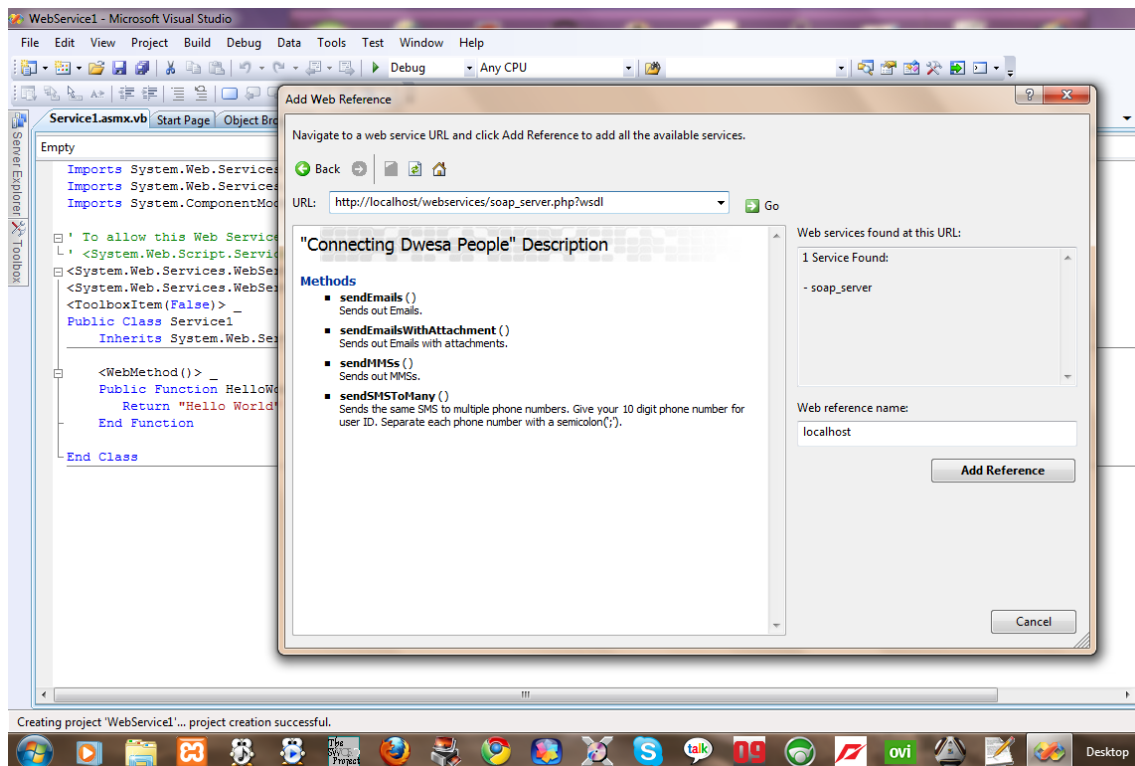 WebService1 - Microsoft Visual Studio
File Edit View Project Build Debug Data Tools Test Window Help
Debug Any CPU
Add Web Reference
Service1.asmx.vb Start Page Object Bro
Navigate to a web service URL and click Add Reference to add all the available services.
Empty
Back
Server Explorer
Toolbox
URL: http://localhost/webservices/soap_server.php?wsdl Go
Imports System.Web.Services
Imports System.Web.Services
Imports System.ComponentMod
' To allow this Web Service
' <System.Web.Script.Servic
<System.Web.Services.WebSer
<System.Web.Services.WebSer
<ToolboxItem(False)> _
Public Class Service1
Inherits System.Web.Ser
<WebMethod()> _
Public Function HelloWo
Return "Hello World"
End Function
End Class
"Connecting Dwesa People" Description
Methods
sendEmails ()
Sends out Emails.
sendEmailsWithAttachment ()
Sends out Emails with attachments.
sendMMSs ()
Sends out MMSs.
sendSMSToMany ()
Sends the same SMS to multiple phone numbers. Give your 10 digit phone number for
user ID. Separate each phone number with a semicolon(';').
Web services found at this URL:
1 Service Found:
- soap_server
Web reference name:
localhost
Add Reference
Cancel
Creating project 'WebService1'... project creation successful.
The
Project
talk
09
ovi
Desktop